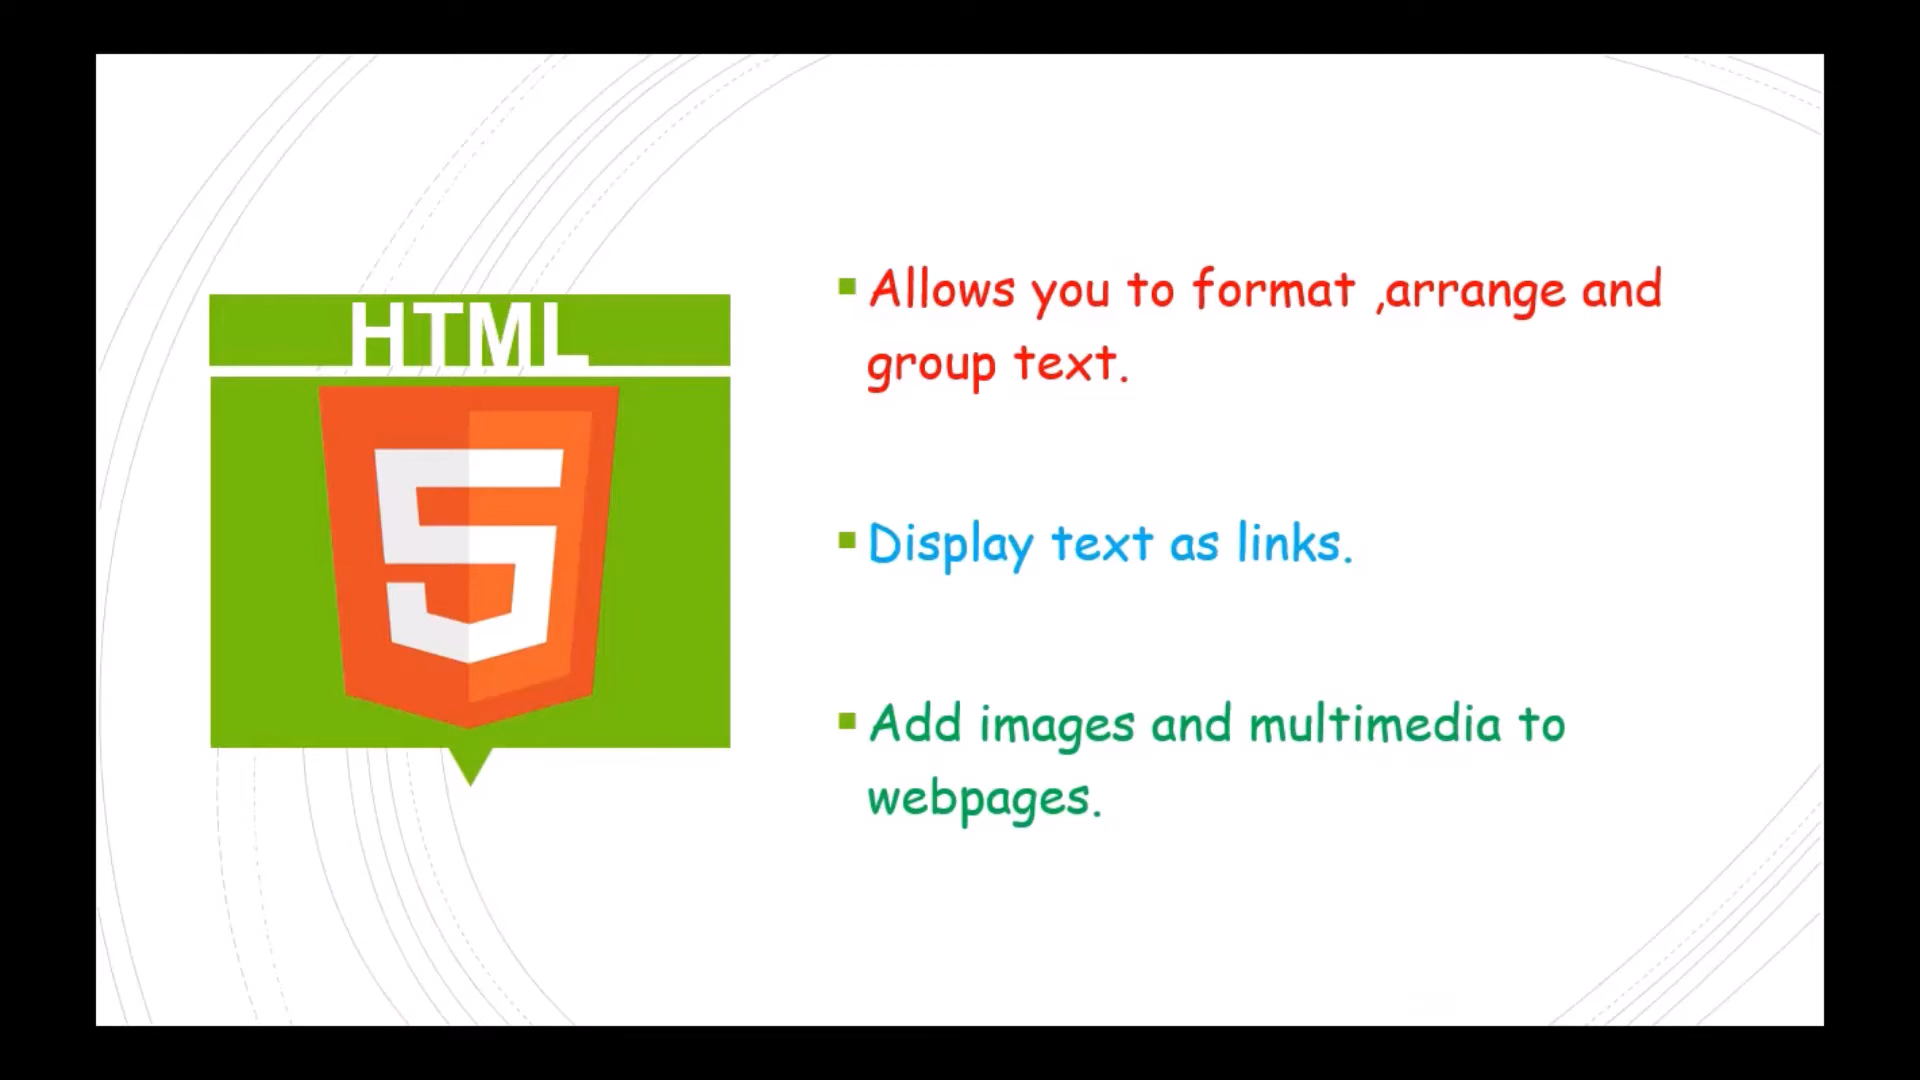 HTML
5
Allows you to format ,arrange and
group text.
Display text as links.
Add images and multimedia to
webpages.